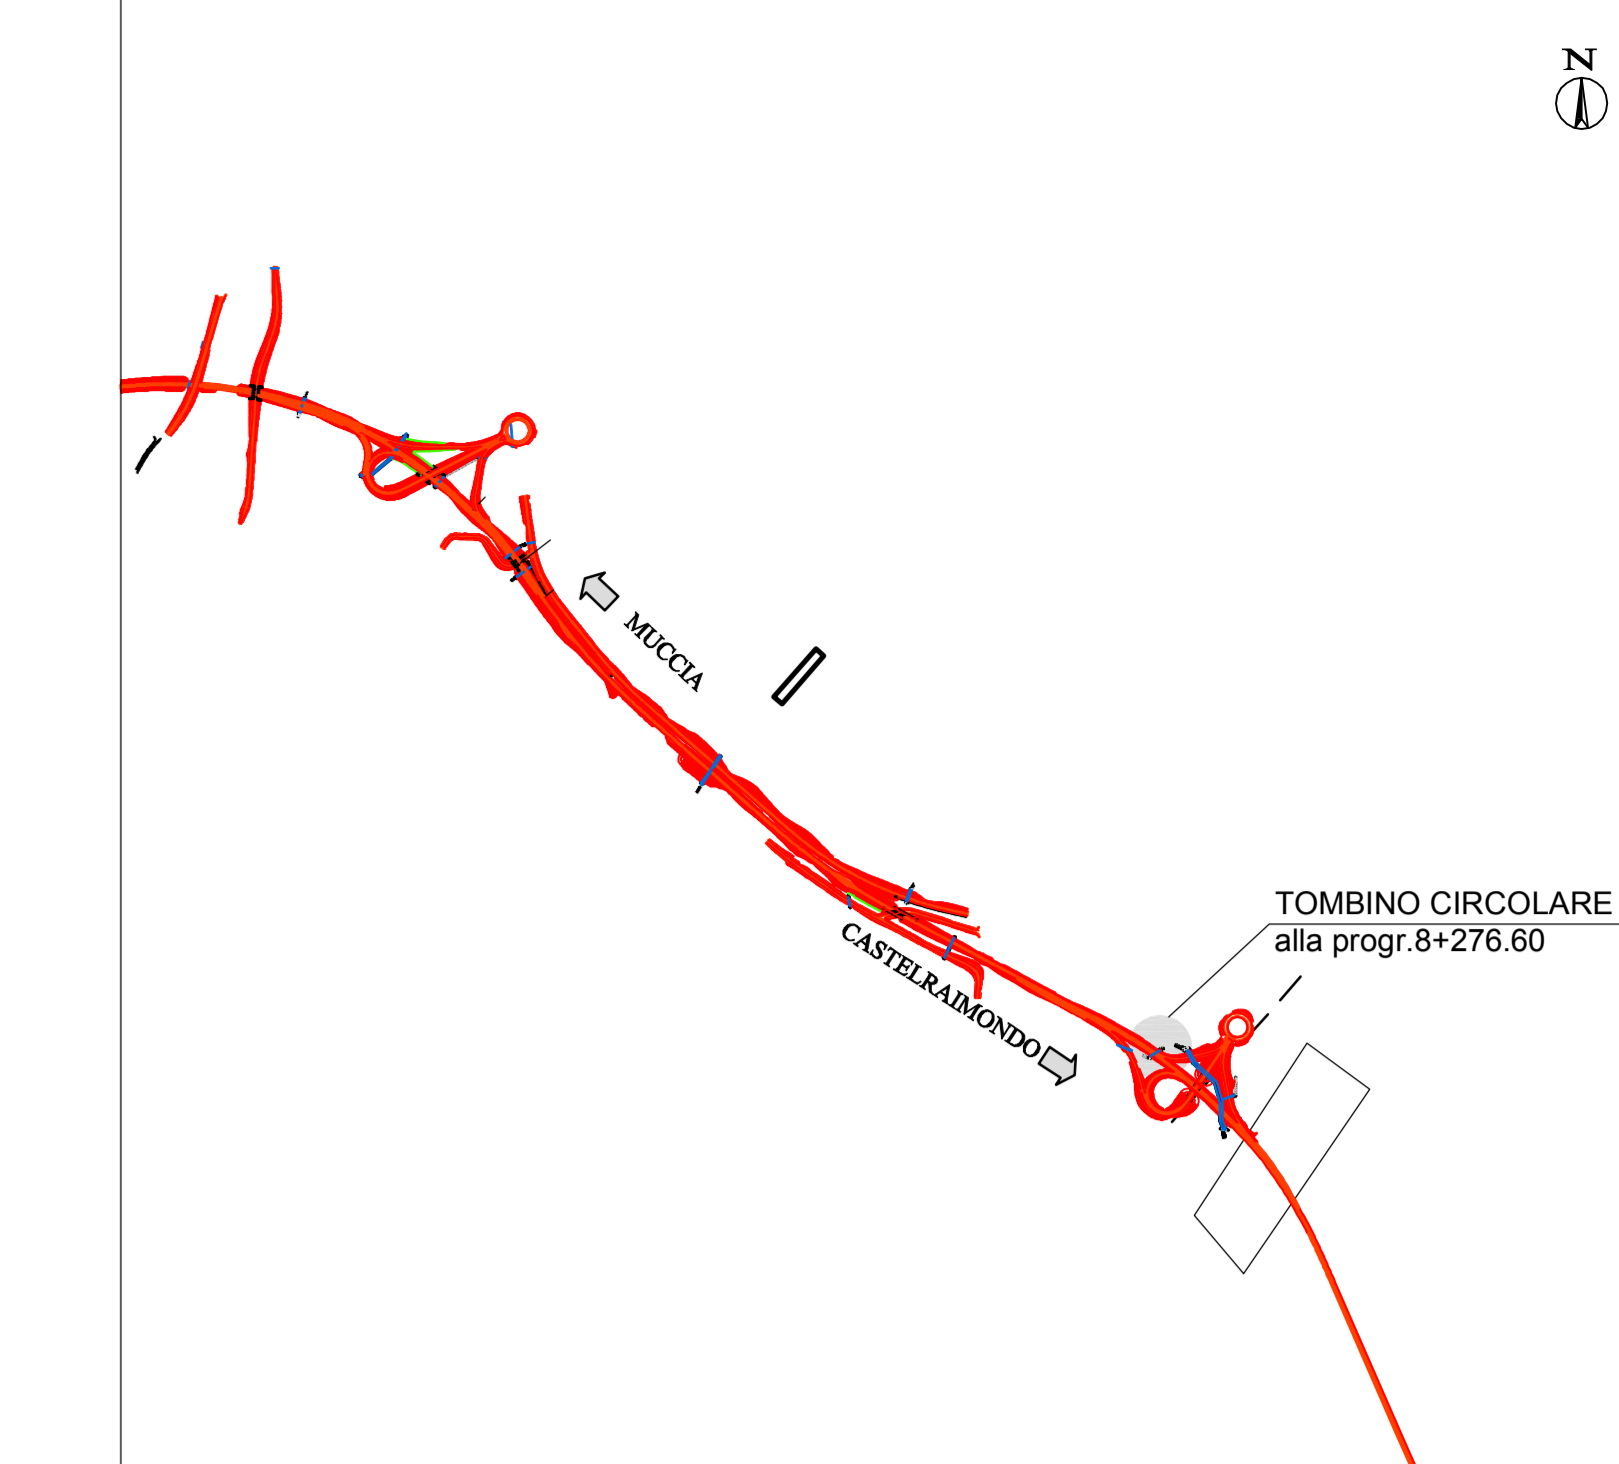 N
MUCCIA
TOMBINO CIRCOLARE
alla progr.8+276.60
CASTELRAIMONDO